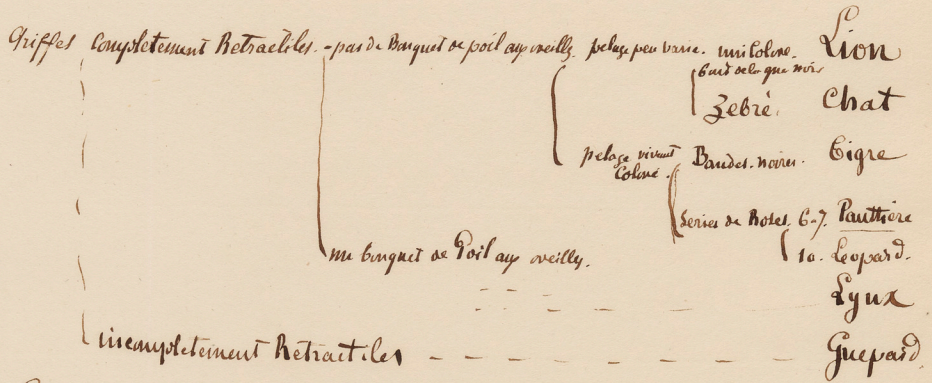 Griffes complètement Retractiles. - pas de Bouquet de poil aux oreilles pelage peu varié. unicolore. Lion
bout de la queue noir
Zebré. Chat
pelage vivement Bandes noires. Tigre
Coloré.
Series de Roses. 6-7. Panthière
10. Leopard.
un bouquet de Poil aux oreilles.
Lynx
incomplètement Retractiles Guepard